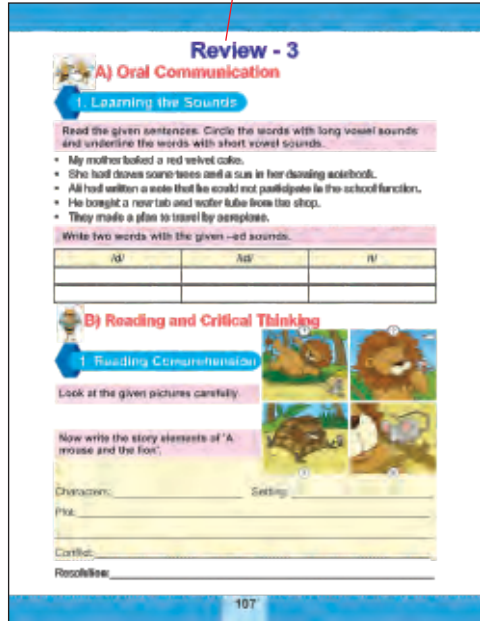 Review - 3
A) Oral Communication
1. Learning the Sounds
Read the given sentences. Circle the words with long vowel sounds
and underline the words with short vowel sounds.
• My mother baked a red velvet cake.
• She had drawn some trees and a sun in her drawing notebook.
• Ali had written a note that he could not participate in the school function.
• He bought a new tub and water tube from the shop.
• They made a plan to travel by aeroplane.
Write two words with the given –ed sounds.
/d/ /id/ /t/
B) Reading and Critical Thinking
1. Reading Comprehension
Look at the given pictures carefully.
Now write the story elements of 'A
mouse and the lion'.
Characters: Setting:
Plot:
Conflict:
Resolution:
107